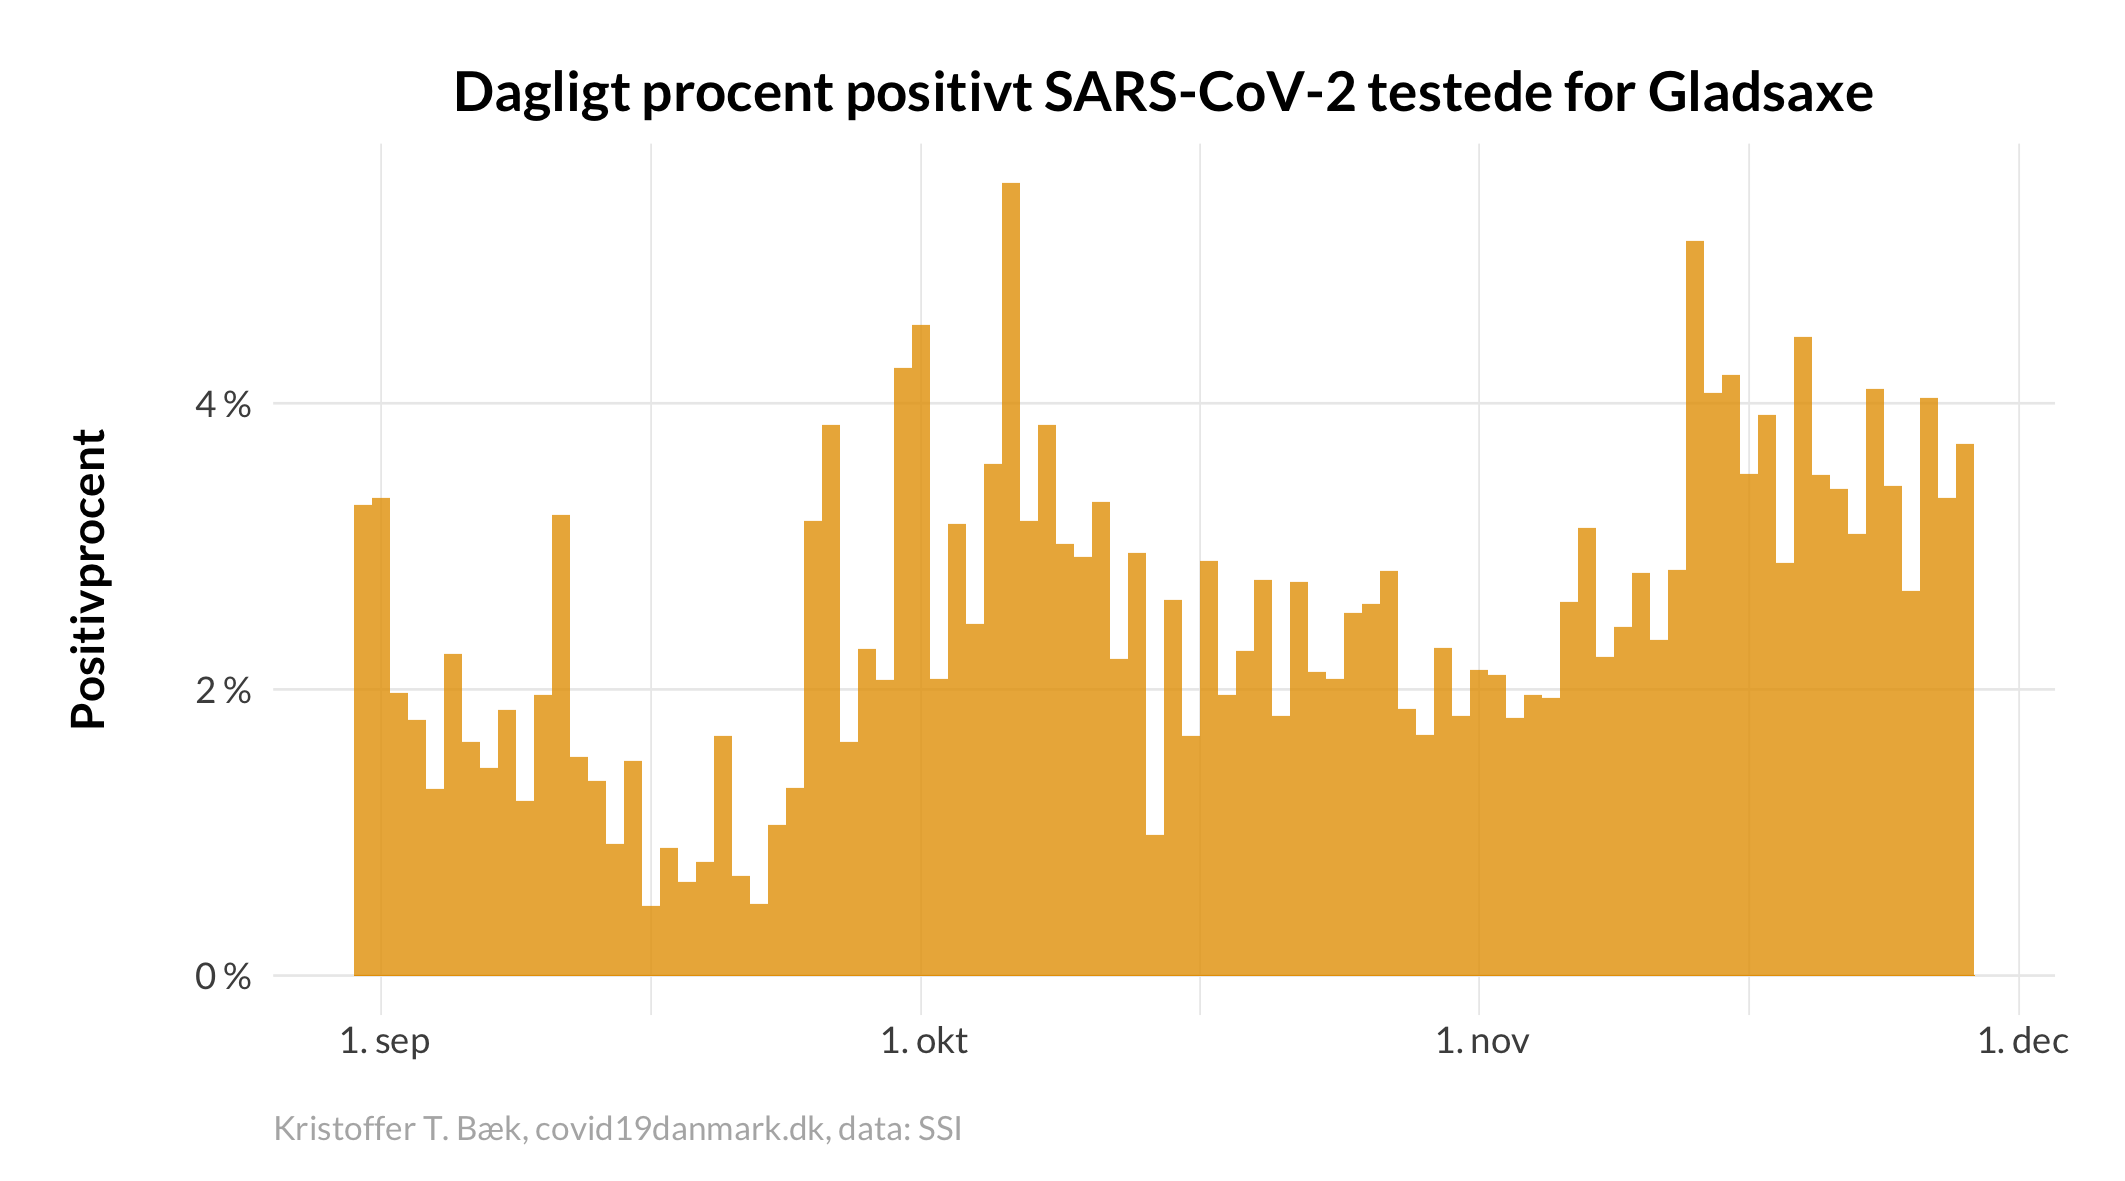 Dagligt procent positivt SARS-CoV-2 testede for Gladsaxe
Positivprocent
4 %
2 %
0 %
1. sep
1. okt
1. nov
1. dec
Kristoffer T. Bæk, covid19danmark.dk, data: SSI